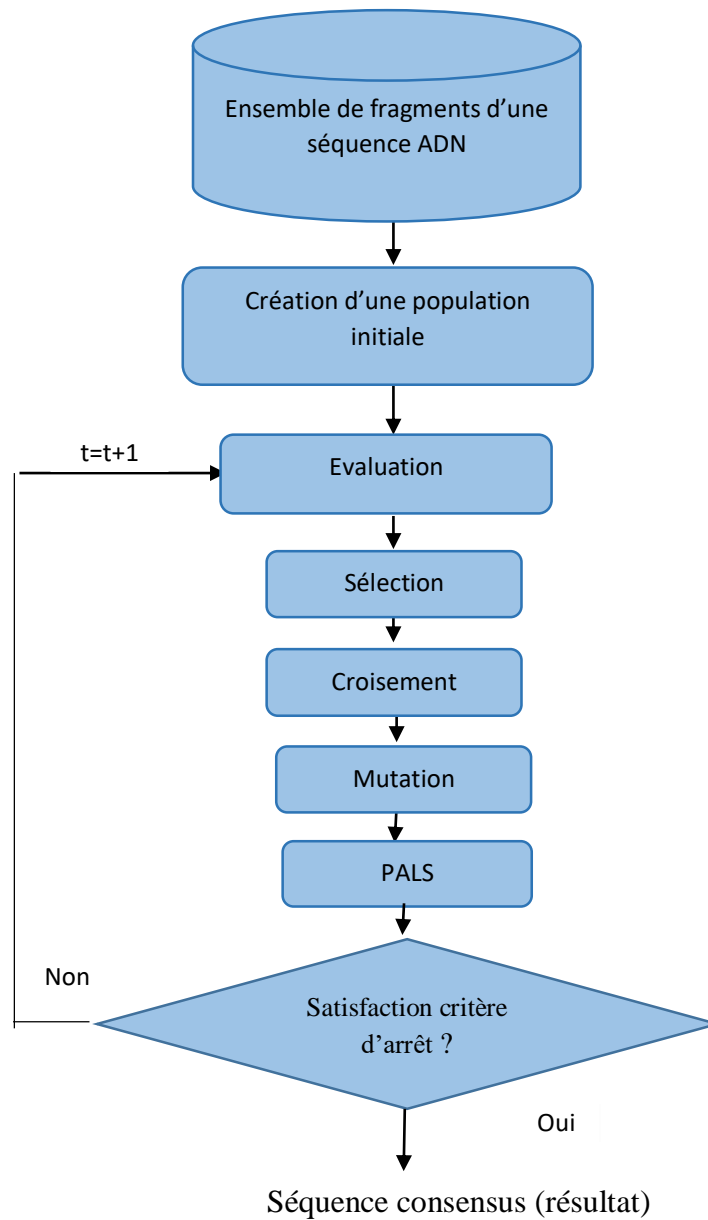 Ensemble de fragments d’une
séquence ADN
Création d’une population
initiale
t=t+1
Evaluation
Sélection
Croisement
Mutation
PALS
Non
Satisfaction critère
d’arrêt ?
Oui
Séquence consensus (résultat)